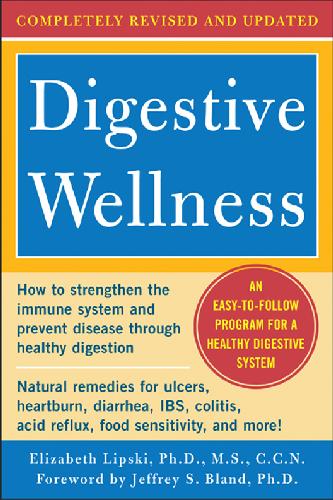 COMPLETELY REVISED AND UPDATED
Digestive
Wellness
How to strengthen the
immune system and
prevent disease through
healthy digestion
AN
EASY-TO-FOLLOW
PROGRAM FOR A
HEALTHY DIGESTIVE
SYSTEM
Natural remedies for ulcers,
heartburn, diarrhea, IBS, colitis,
acid reflux, food sensitivity, and more!
Elizabeth Lipski, Ph.D., M.S., C.C.N.
Foreword by Jeffrey S. Bland, Ph.D.